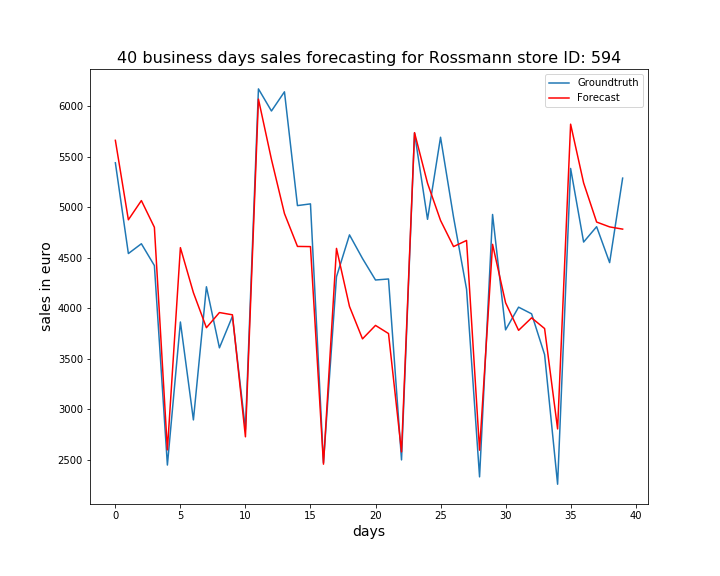 40 business days sales forecasting for Rossmann store ID: 594
Groundtruth
Forecast
6000
5500
5000
4500
4000
3500
3000
2500
sales in euro
0 5 10 15 20 25 30 35 40
days